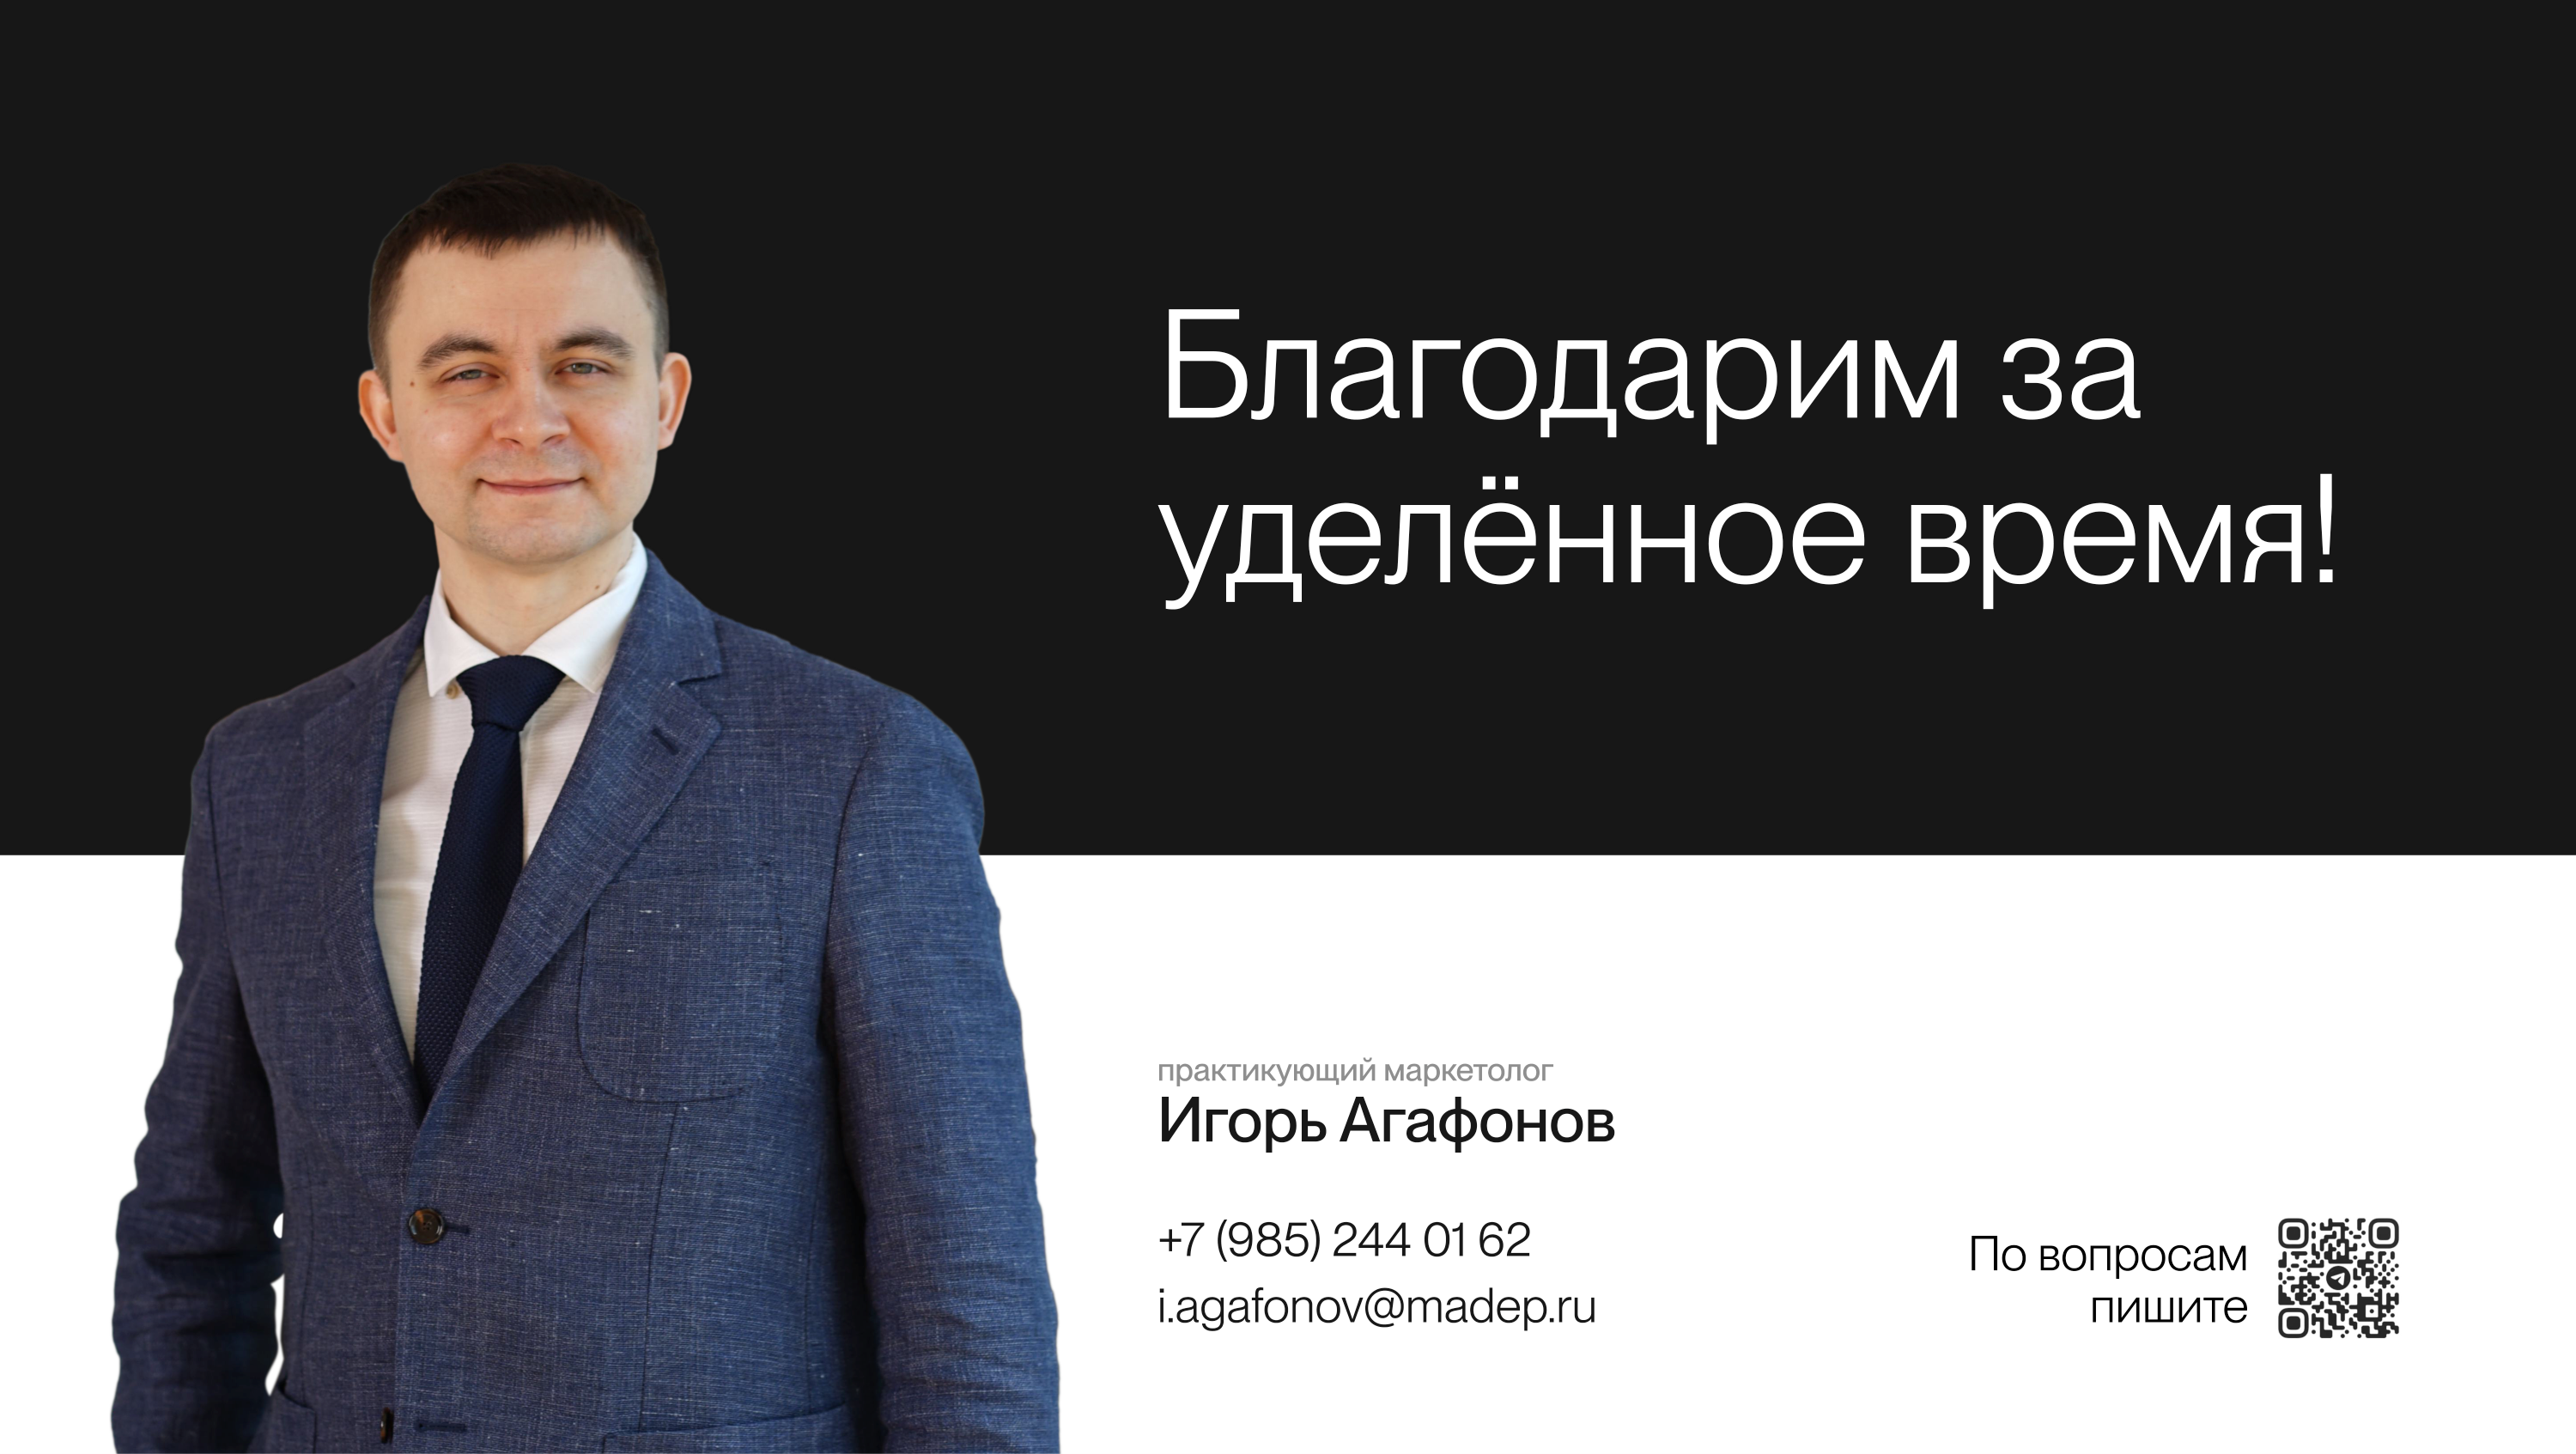 Благодарим за
уделённое время!
практикующий маркетолог
Игорь Агафонов
+7 (985) 244 01 62
i.agafonov@madep.ru
По вопросам
пишите